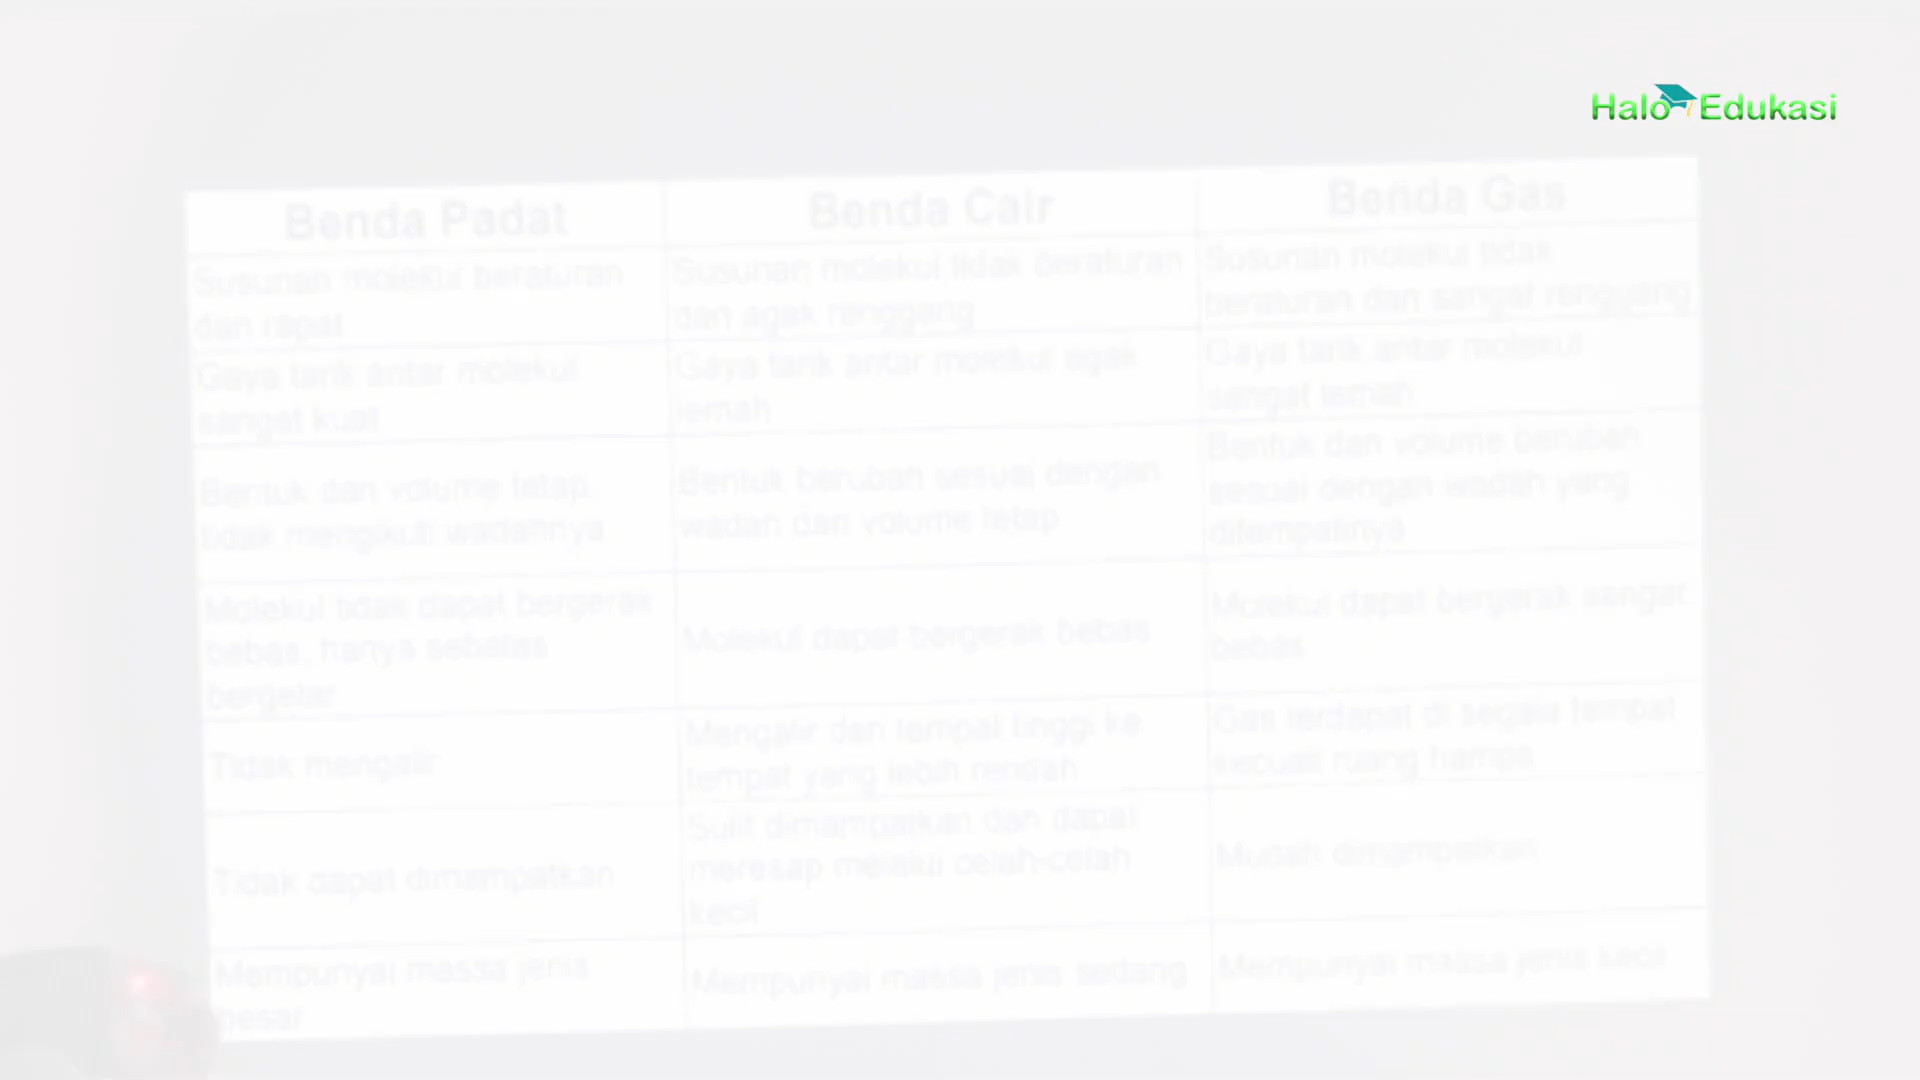 Halo Edukasi
Benda Padat
Benda Cair
Benda Gas
Susunan molekul beraturan
dan rapat
Susunan molekul tidak beraturan
dan agak renggang
Susunan molekul tidak
beraturan dan sangat renggang
Gaya tarik antar molekul
sangat kuat
Gaya tarik antar molekul agak
lemah
Gaya tarik antar molekul
sangat lemah
Bentuk dan volume tetap,
tidak mengikuti wadahnya
Bentuk berubah sesuai dengan
wadah dan volume tetap
Bentuk dan volume berubah
sesuai dengan wadah yang
ditempatinya
Molekul tidak dapat bergerak
bebas, hanya sebatas
bergetar
Molekul dapat bergerak bebas
Molekul dapat bergerak sangat
bebas
Tidak mengalir
Mengalir dari tempat tinggi ke
tempat yang lebih rendah
Gas terdapat di segala tempat
kecuali ruang hampa
Tidak dapat dimampatkan
Sulit dimampatkan dan dapat
meresap melalui celah-celah
kecil
Mudah dimampatkan
Mempunyai massa jenis
besar
Mempunyai massa jenis sedang
Mempunyai massa jenis kecil